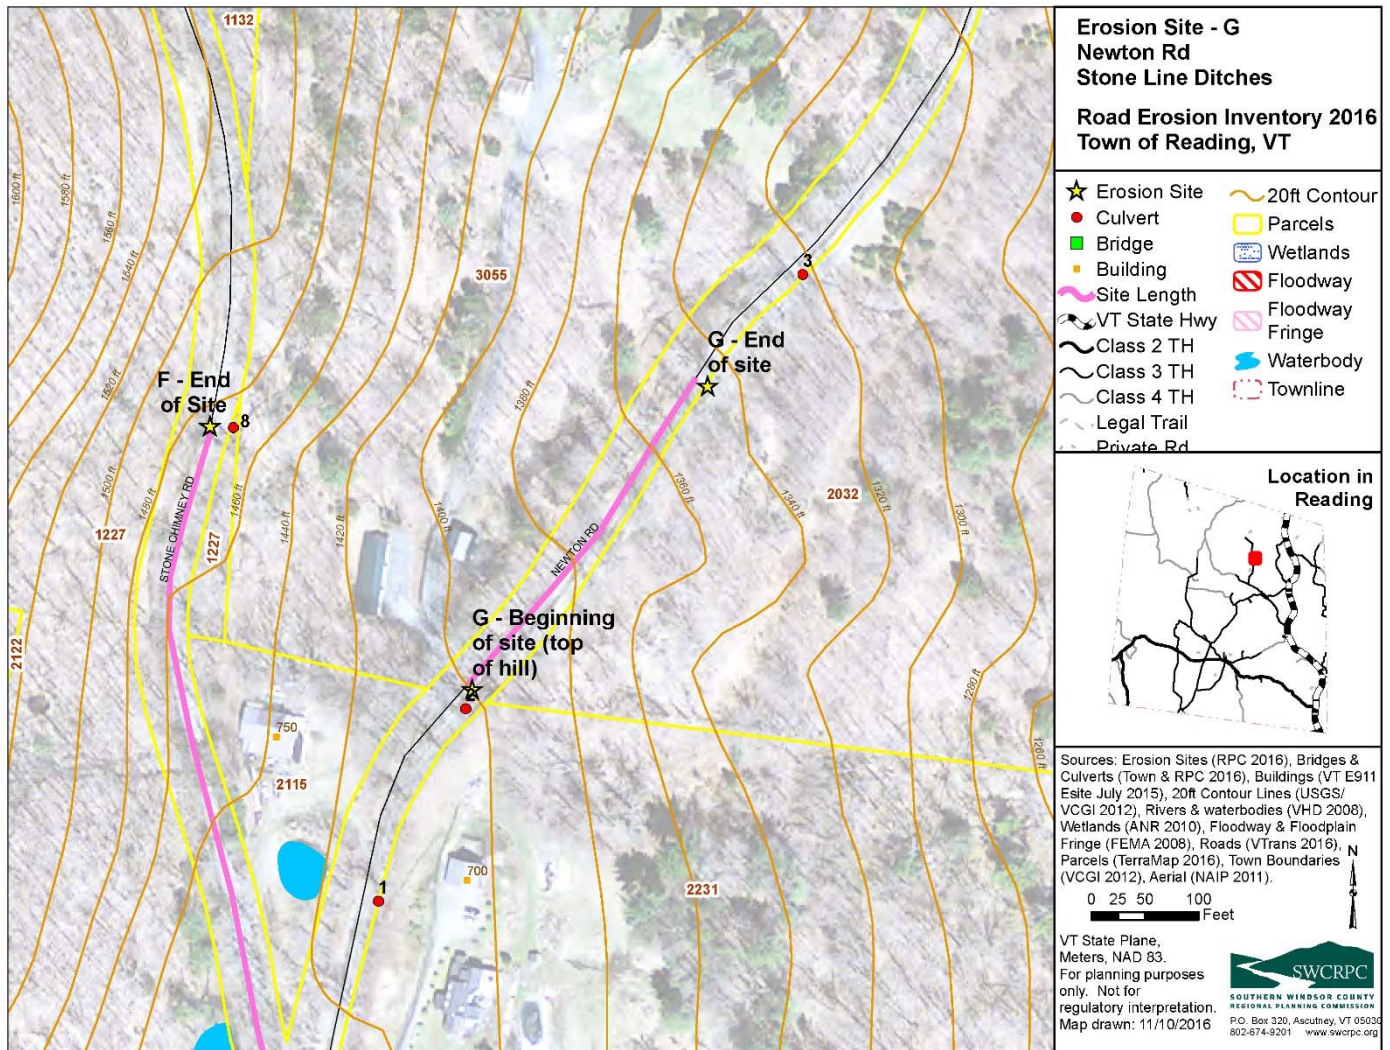 Erosion Site - G
Newton Rd
Stone Line Ditches
Road Erosion Inventory 2016
Town of Reading, VT
Erosion Site
Culvert
Bridge
Building
Site Length
VT State Hwy
Class 2 TH
Class 3 TH
Class 4 TH
Legal Trail
Private Rd
20ft Contour
Parcels
Wetlands
Floodway
Floodway
Fringe
Waterbody
Townline
Location in
Reading
Sources: Erosion Sites (RPC 2016), Bridges &
Culverts (Town & RPC 2016), Buildings (VT E911
Esite July 2015), 20ft Contour Lines (USGS/
VCGI 2012), Rivers & waterbodies (VHD 2008),
Wetlands (ANR 2010), Floodway & Floodplain
Fringe (FEMA 2008), Roads (VTrans 2016),
Parcels (TerraMap 2016), Town Boundaries
(VCGI 2012), Aerial (NAIP 2011).
N
0 25 50 100
Feet
VT State Plane,
Meters, NAD 83.
For planning purposes
only. Not for
regulatory interpretation.
Map drawn: 11/10/2016
SWCRPC
SOUTHERN WINDSOR COUNTY
REGIONAL PLANNING COMMISSION
P.O. Box 320, Ascutney, VT 05030
802-674-9201 www.swcrpc.org
1132
3055
3
G - End
of site
F - End
of Site
8
1600 ft
1580 ft
1560 ft
1540 ft
1520 ft
1500 ft
1480 ft
1460 ft
1440 ft
1420 ft
1400 ft
1380 ft
1360 ft
1340 ft
1320 ft
1300 ft
1280 ft
1260 ft
2032
1227
1227
STONE CHIMNEY RD
NEWTON RD
2122
G - Beginning
of site (top
of hill)
750
2115
700
1
2231